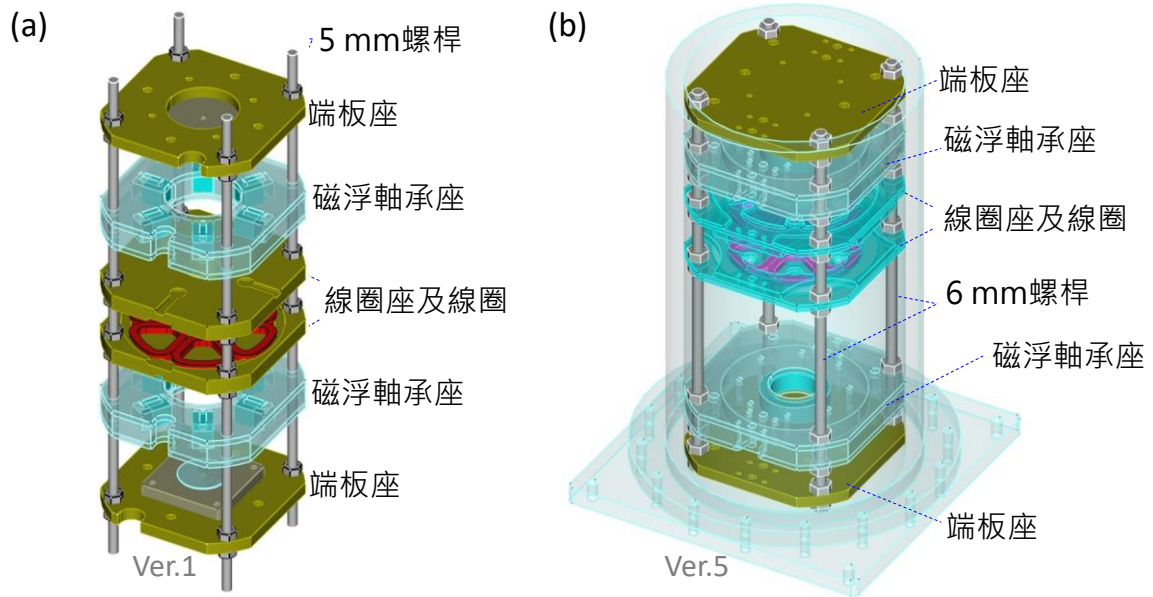 (a)
5 mm螺桿
端板座
磁浮軸承座
線圈座及線圈
磁浮軸承座
端板座
Ver.1
(b)
端板座
磁浮軸承座
線圈座及線圈
6 mm螺桿
磁浮軸承座
端板座
Ver.5